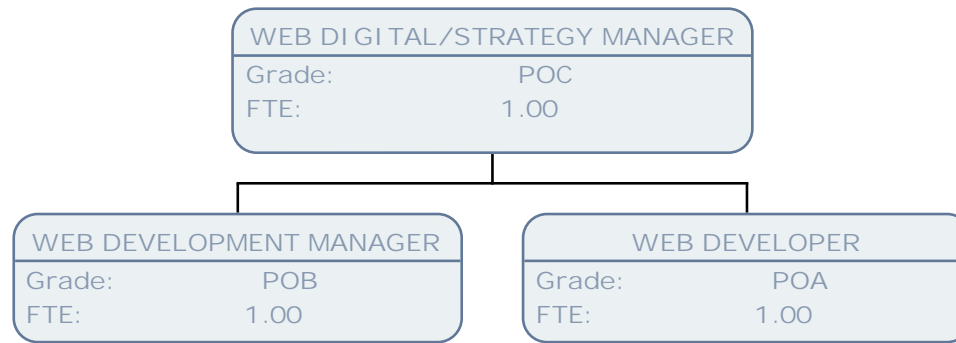 WEB DIGITAL/STRATEGY MANAGER
Grade: POC
FTE: 1.00
WEB DEVELOPMENT MANAGER
Grade: POB
FTE: 1.00
WEB DEVELOPER
Grade: POA
FTE: 1.00